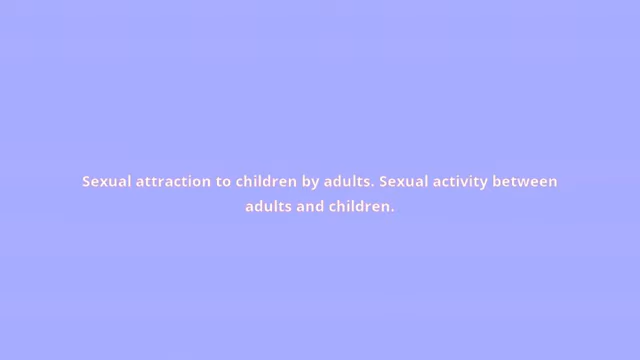 Sexual attraction to children by adults. Sexual activity between
adults and children.